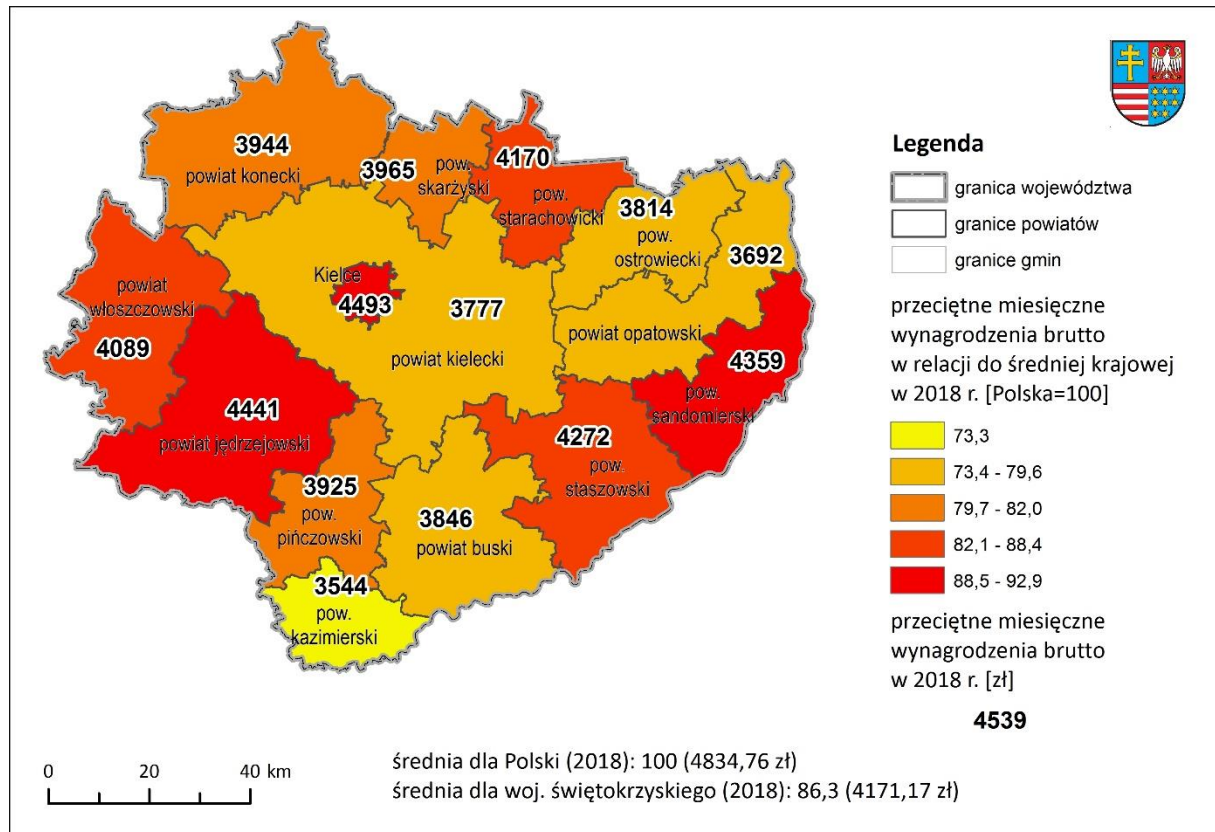 3944
powiat konecki
3965
pow.
skarżyski
4170
pow.
starachowicki
3814
pow.
ostrowiecki
3692
powiat opatowski
powiat
włoszczowski
4089
Kielce
4493
3777
powiat kielecki
4359
pow.
sandomierski
4441
powiat jędrzejowski
4272
pow.
staszowski
3925
pow.
pińczowski
3846
powiat buski
3544
pow.
kazimierski
Legenda
granica województwa
granice powiatów
granice gmin
przeciętne miesięczne
wynagrodzenia brutto
w relacji do średniej krajowej
w 2018 r. [Polska=100]
73,3
73,4 - 79,6
79,7 - 82,0
82,1 - 88,4
88,5 - 92,9
przeciętne miesięczne
wynagrodzenia brutto
w 2018 r. [zł]
4539
0 20 40 km
średnia dla Polski (2018): 100 (4834,76 zł)
średnia dla woj. świętokrzyskiego (2018): 86,3 (4171,17 zł)